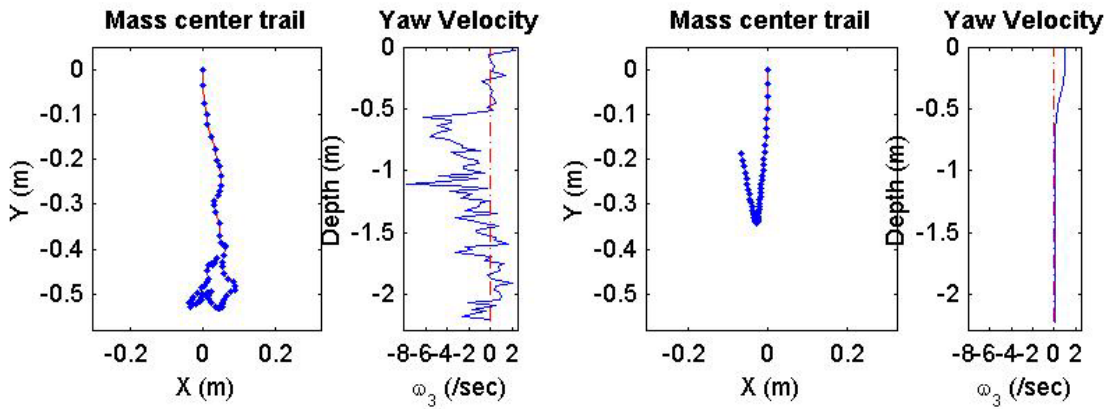 Mass center trail
Y (m)
0
-0.1
-0.2
-0.3
-0.4
-0.5
-0.2 0 0.2
X (m)
Yaw Velocity
Depth (m)
0
-0.5
-1
-1.5
-2
-8 -6 -4 -2 0 2
ω3 (/sec)
Mass center trail
Y (m)
0
-0.1
-0.2
-0.3
-0.4
-0.5
-0.2 0 0.2
X (m)
Yaw Velocity
Depth (m)
0
-0.5
-1
-1.5
-2
-8 -6 -4 -2 0 2
ω3 (/sec)